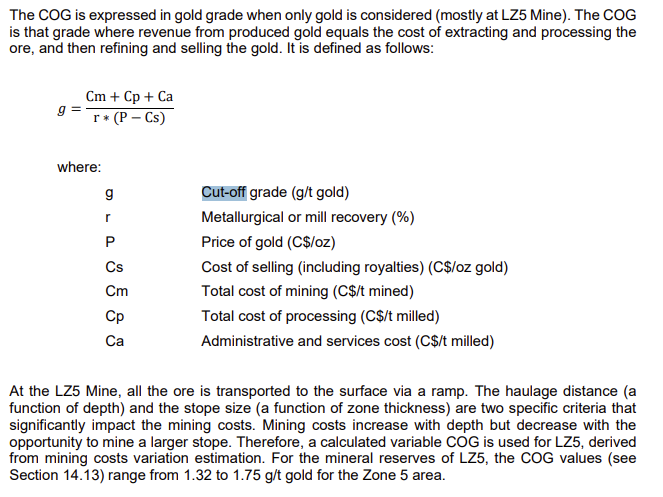 The COG is expressed in gold grade when only gold is considered (mostly at LZ5 Mine). The COG
is that grade where revenue from produced gold equals the cost of extracting and processing the
ore, and then refining and selling the gold. It is defined as follows:
g = (Cm + Cp + Ca) / (r * (P – Cs))
where:
g Cut-off grade (g/t gold)
r Metallurgical or mill recovery (%)
P Price of gold (C$/oz)
Cs Cost of selling (including royalties) (C$/oz gold)
Cm Total cost of mining (C$/t mined)
Cp Total cost of processing (C$/t milled)
Ca Administrative and services cost (C$/t milled)
At the LZ5 Mine, all the ore is transported to the surface via a ramp. The haulage distance (a
function of depth) and the stope size (a function of zone thickness) are two specific criteria that
significantly impact the mining costs. Mining costs increase with depth but decrease with the
opportunity to mine a larger stope. Therefore, a calculated variable COG is used for LZ5, derived
from mining costs variation estimation. For the mineral reserves of LZ5, the COG values (see
Section 14.13) range from 1.32 to 1.75 g/t gold for the Zone 5 area.